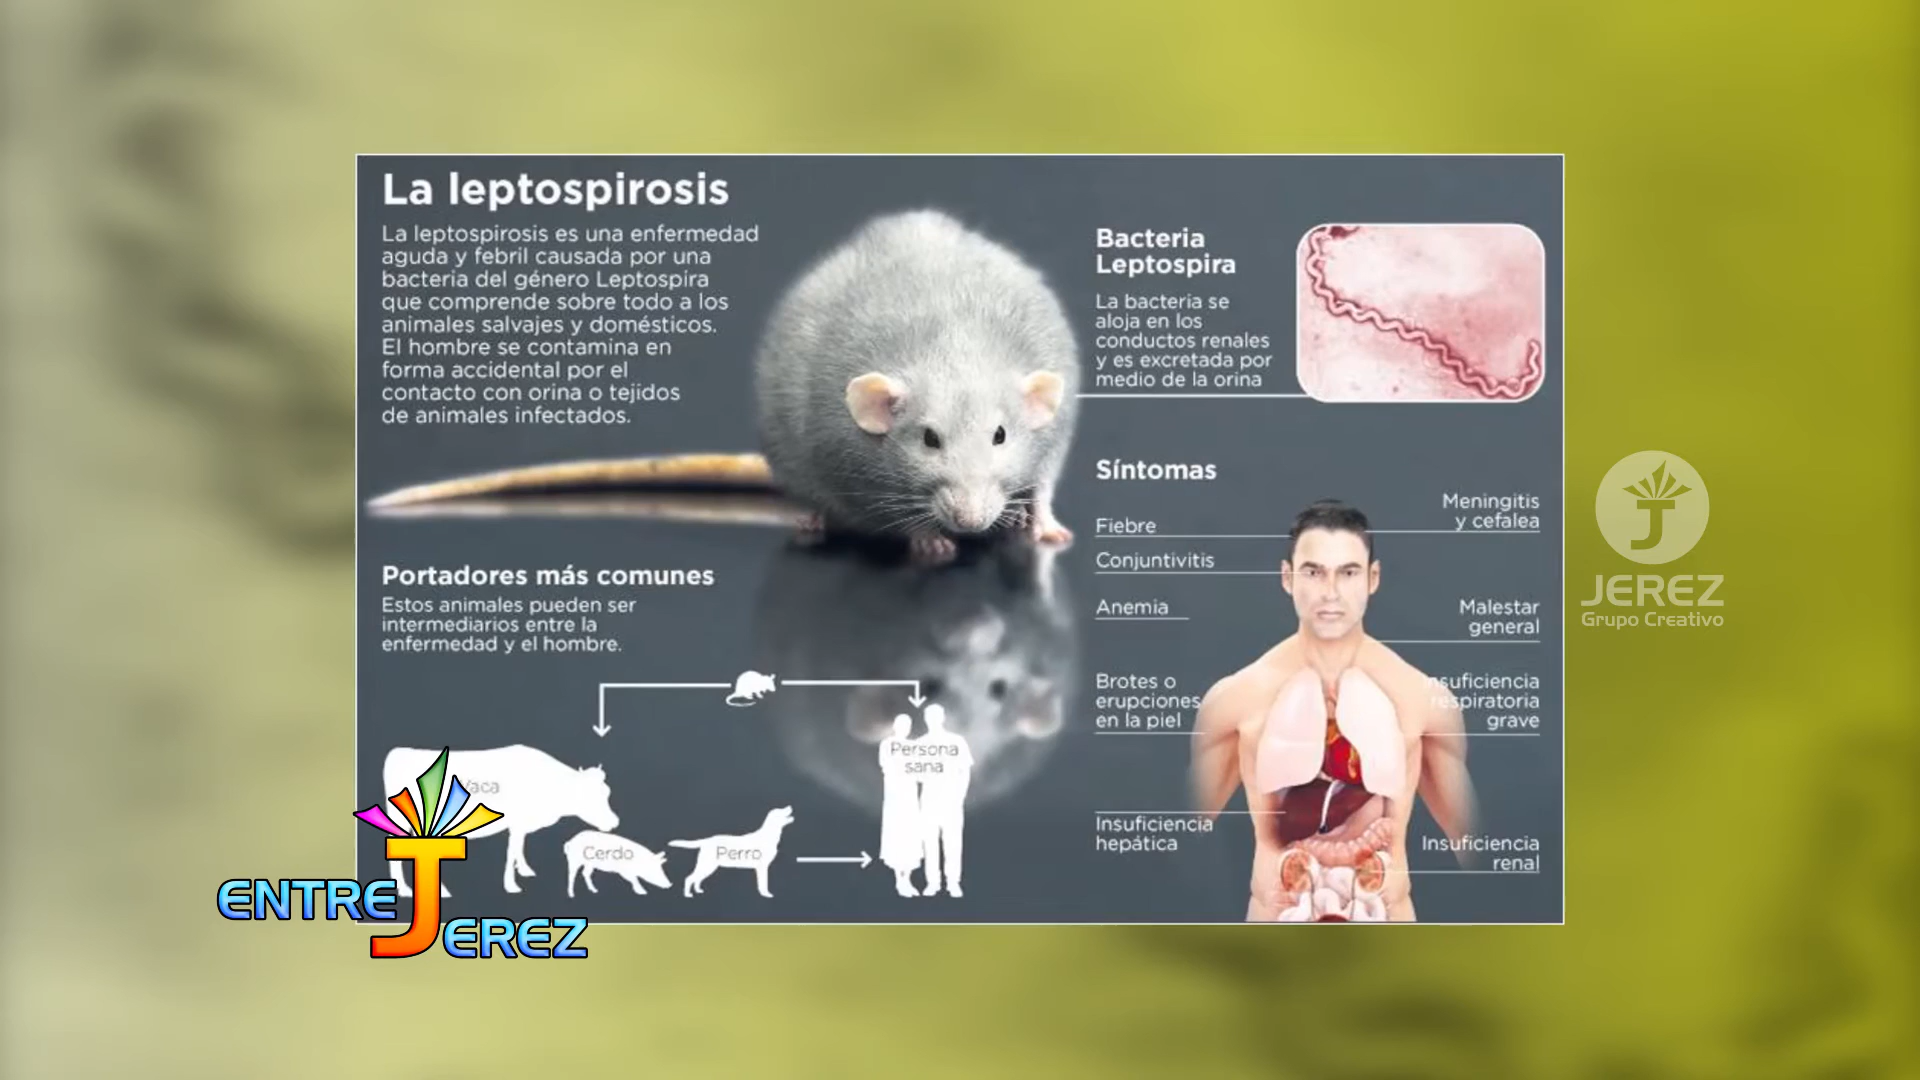 La leptospirosis
La leptospirosis es una enfermedad
aguda y febril causada por una
bacteria del género Leptospira
que comprende sobre todo a los
animales salvajes y domésticos.
El hombre se contamina en
forma accidental por el
contacto con orina o tejidos
de animales infectados.
Bacteria
Leptospira
La bacteria se
aloja en los
conductos renales
y es excretada por
medio de la orina
Síntomas
Fiebre
Conjuntivitis
Anemia
Brotes o
erupciones
en la piel
Insuficiencia
hepática
Meningitis
y cefalea
Malestar
general
Insuficiencia
respiratoria
grave
Insuficiencia
renal
Portadores más comunes
Estos animales pueden ser
intermediarios entre la
enfermedad y el hombre.
Vaca
Cerdo
Perro
Persona
sana
ENTRE
JEREZ
JEREZ
Grupo Creativo